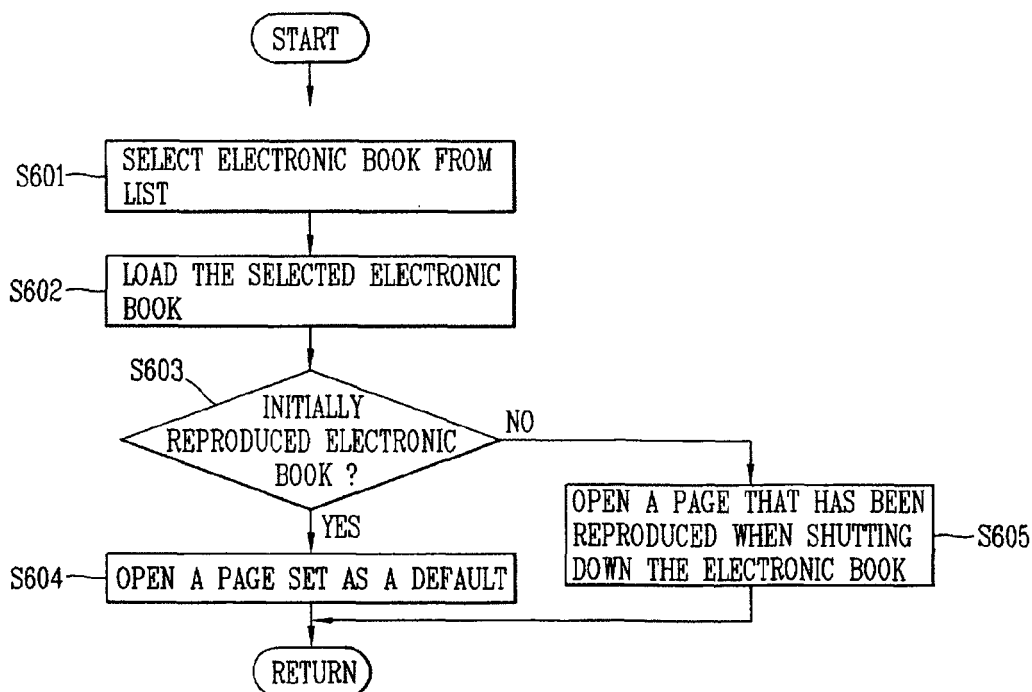 START
S601
SELECT ELECTRONIC BOOK FROM
LIST
S602
LOAD THE SELECTED ELECTRONIC
BOOK
S603
INITIALLY
REPRODUCED ELECTRONIC
BOOK ?
NO
YES
OPEN A PAGE THAT HAS BEEN
REPRODUCED WHEN SHUTTING
DOWN THE ELECTRONIC BOOK
S605
S604
OPEN A PAGE SET AS A DEFAULT
RETURN